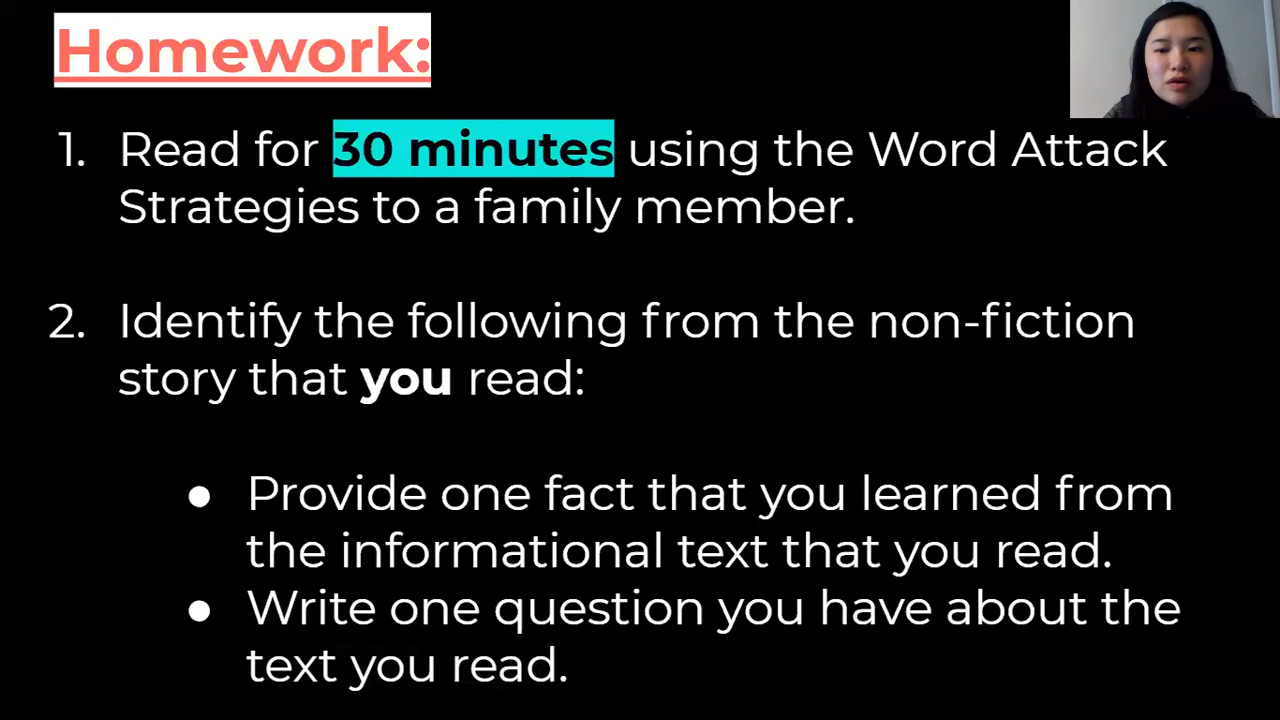 Homework:
1. Read for 30 minutes using the Word Attack
Strategies to a family member.
2. Identify the following from the non-fiction
story that you read:
● Provide one fact that you learned from
the informational text that you read.
● Write one question you have about the
text you read.